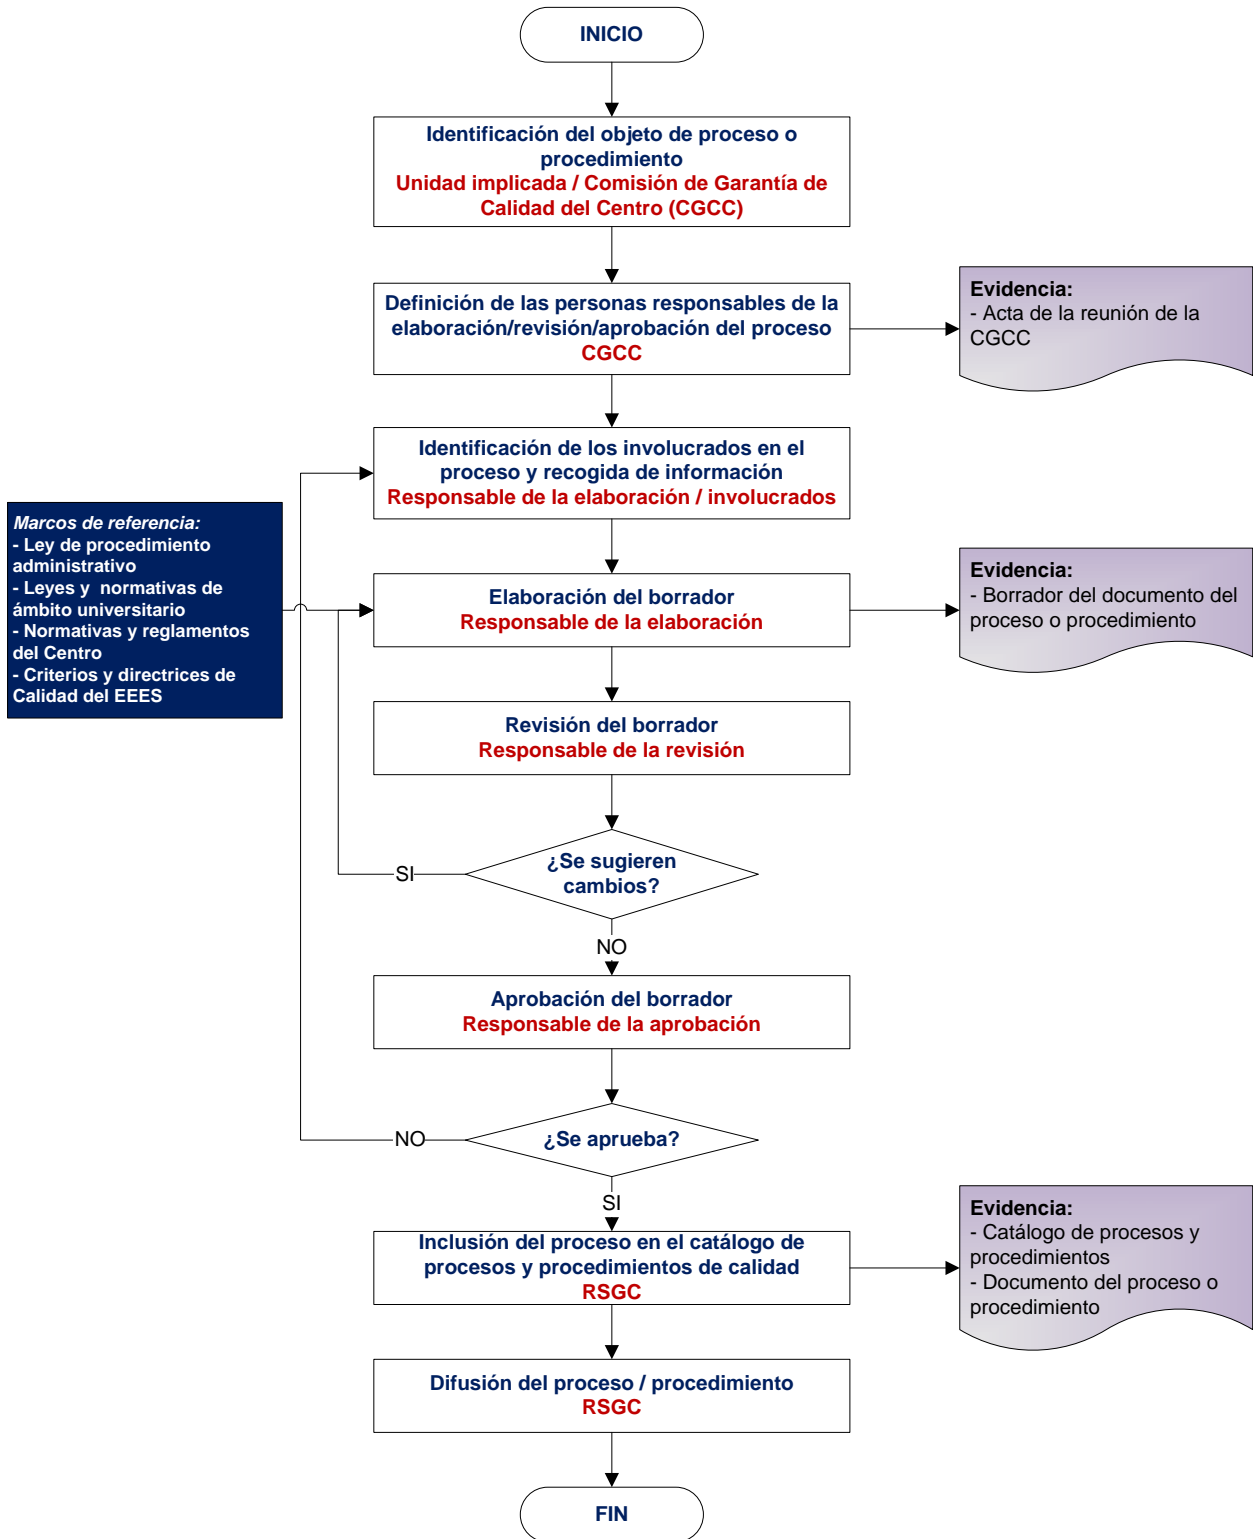 INICIO
Identificación del objeto de proceso o
procedimiento
Unidad implicada / Comisión de Garantía de
Calidad del Centro (CGCC)
Definición de las personas responsables de la
elaboración/revisión/aprobación del proceso
CGCC
Evidencia:
- Acta de la reunión de la
CGCC
Identificación de los involucrados en el
proceso y recogida de información
Responsable de la elaboración / involucrados
Marcos de referencia:
- Ley de procedimiento
administrativo
- Leyes y normativas de
ámbito universitario
- Normativas y reglamentos
del Centro
- Criterios y directrices de
Calidad del EEES
Elaboración del borrador
Responsable de la elaboración
Evidencia:
- Borrador del documento del
proceso o procedimiento
Revisión del borrador
Responsable de la revisión
¿Se sugieren
cambios?
SI
NO
Aprobación del borrador
Responsable de la aprobación
¿Se aprueba?
NO
SI
Inclusión del proceso en el catálogo de
procesos y procedimientos de calidad
RSGC
Evidencia:
- Catálogo de procesos y
procedimientos
- Documento del proceso o
procedimiento
Difusión del proceso / procedimiento
RSGC
FIN